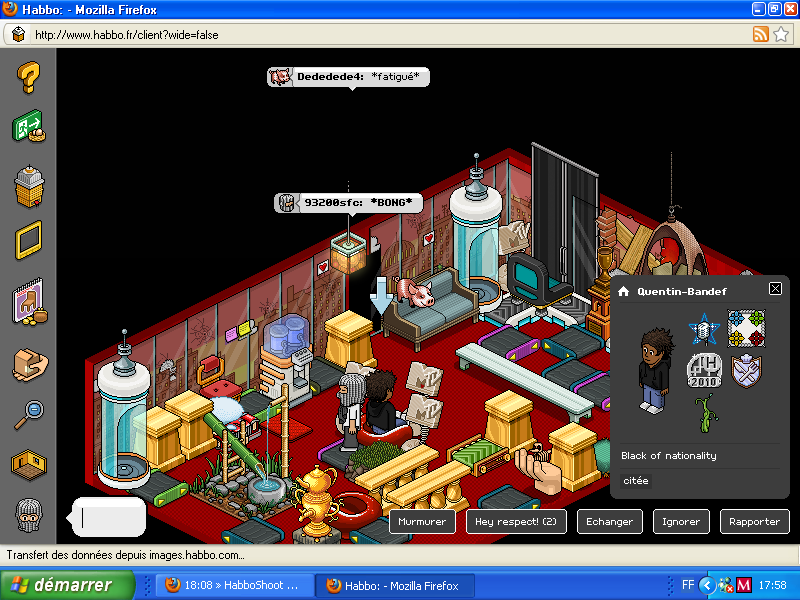 Habbo: - Mozilla Firefox
http://www.habbo.fr/client?wide=false
Dededede4: *fatigué*
93200sfc: *BONG*
Quentin-Bandef
2010
Black of nationality
citée
Murmurer
Hey respect! (2)
Echanger
Ignorer
Rapporter
Transfert des données depuis images.habbo.com...
démarrer
18:08 » HabboShoot ...
Habbo: - Mozilla Firefox
FF
17:58